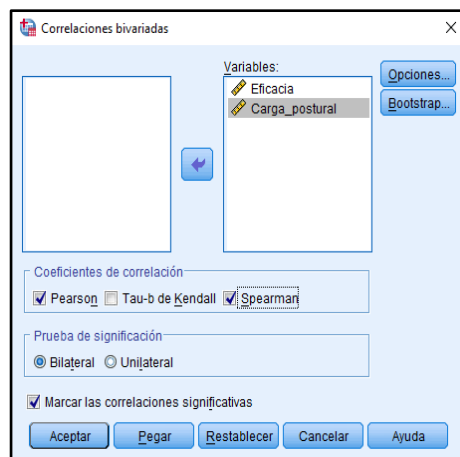 Correlaciones bivariadas
Variables:
Eficacia
Carga_postural
Opciones...
Bootstrap...
Coeficientes de correlación
Pearson Tau-b de Kendall Spearman
Prueba de significación
Bilateral Unilateral
Marcar las correlaciones significativas
Aceptar Pegar Restablecer Cancelar Ayuda